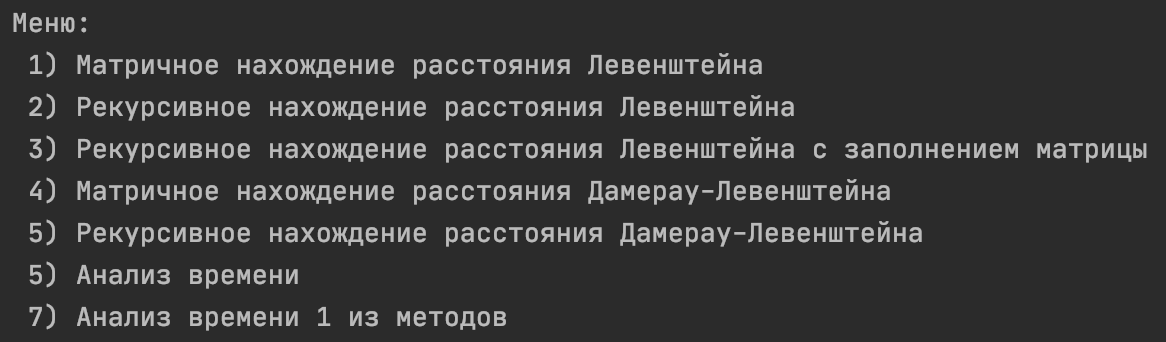 Меню:
1) Матричное нахождение расстояния Левенштейна
2) Рекурсивное нахождение расстояния Левенштейна
3) Рекурсивное нахождение расстояния Левенштейна с заполнением матрицы
4) Матричное нахождение расстояния Дамерау-Левенштейна
5) Рекурсивное нахождение расстояния Дамерау-Левенштейна
5) Анализ времени
7) Анализ времени 1 из методов